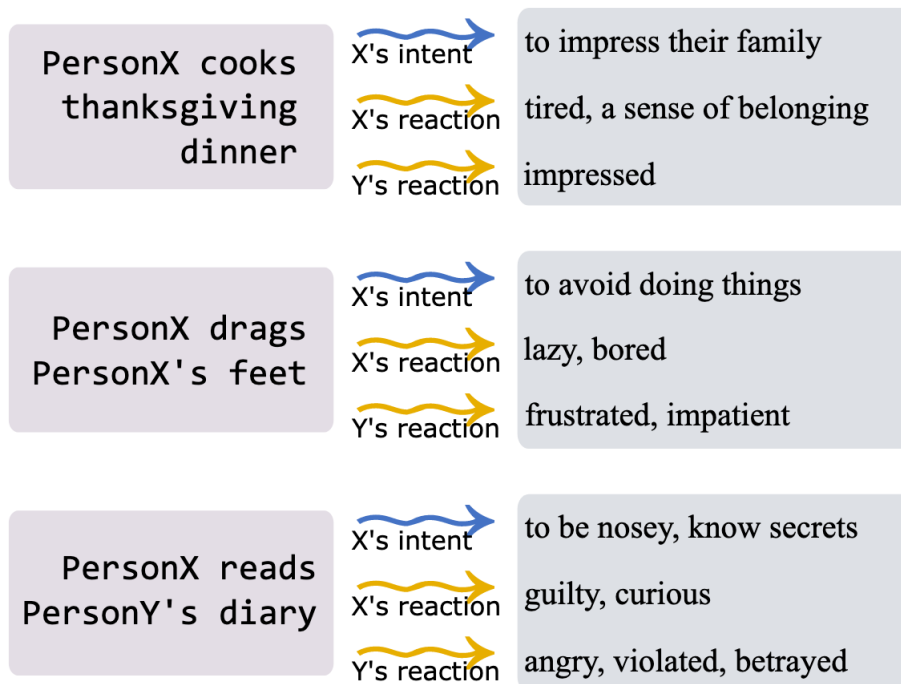 PersonX cooks
thanksgiving
dinner
X's intent
to impress their family
X's reaction
tired, a sense of belonging
Y's reaction
impressed
PersonX drags
PersonX's feet
X's intent
to avoid doing things
X's reaction
lazy, bored
Y's reaction
frustrated, impatient
PersonX reads
PersonY's diary
X's intent
to be nosey, know secrets
X's reaction
guilty, curious
Y's reaction
angry, violated, betrayed